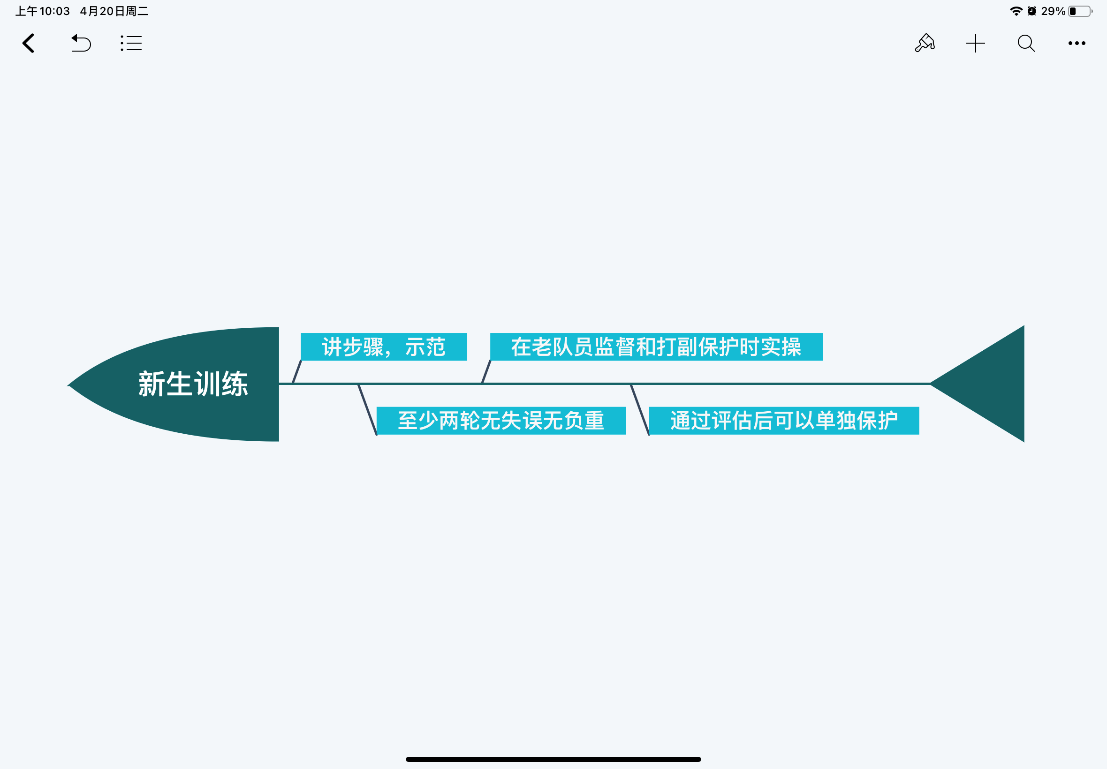 上午10:03 4月20日周二
29%
讲步骤，示范
在老队员监督和打副保护时实操
新生训练
至少两轮无失误无负重
通过评估后可以单独保护